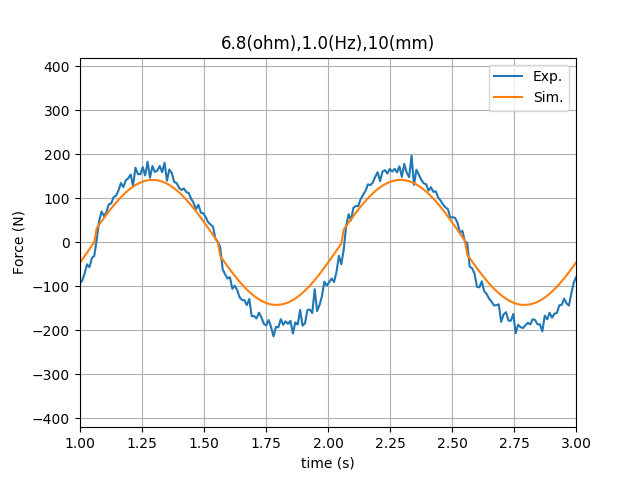 6.8(ohm),1.0(Hz),10(mm)
Exp.
Sim.
Force (N)
400
300
200
100
0
−100
−200
−300
−400
1.00 1.25 1.50 1.75 2.00 2.25 2.50 2.75 3.00
time (s)